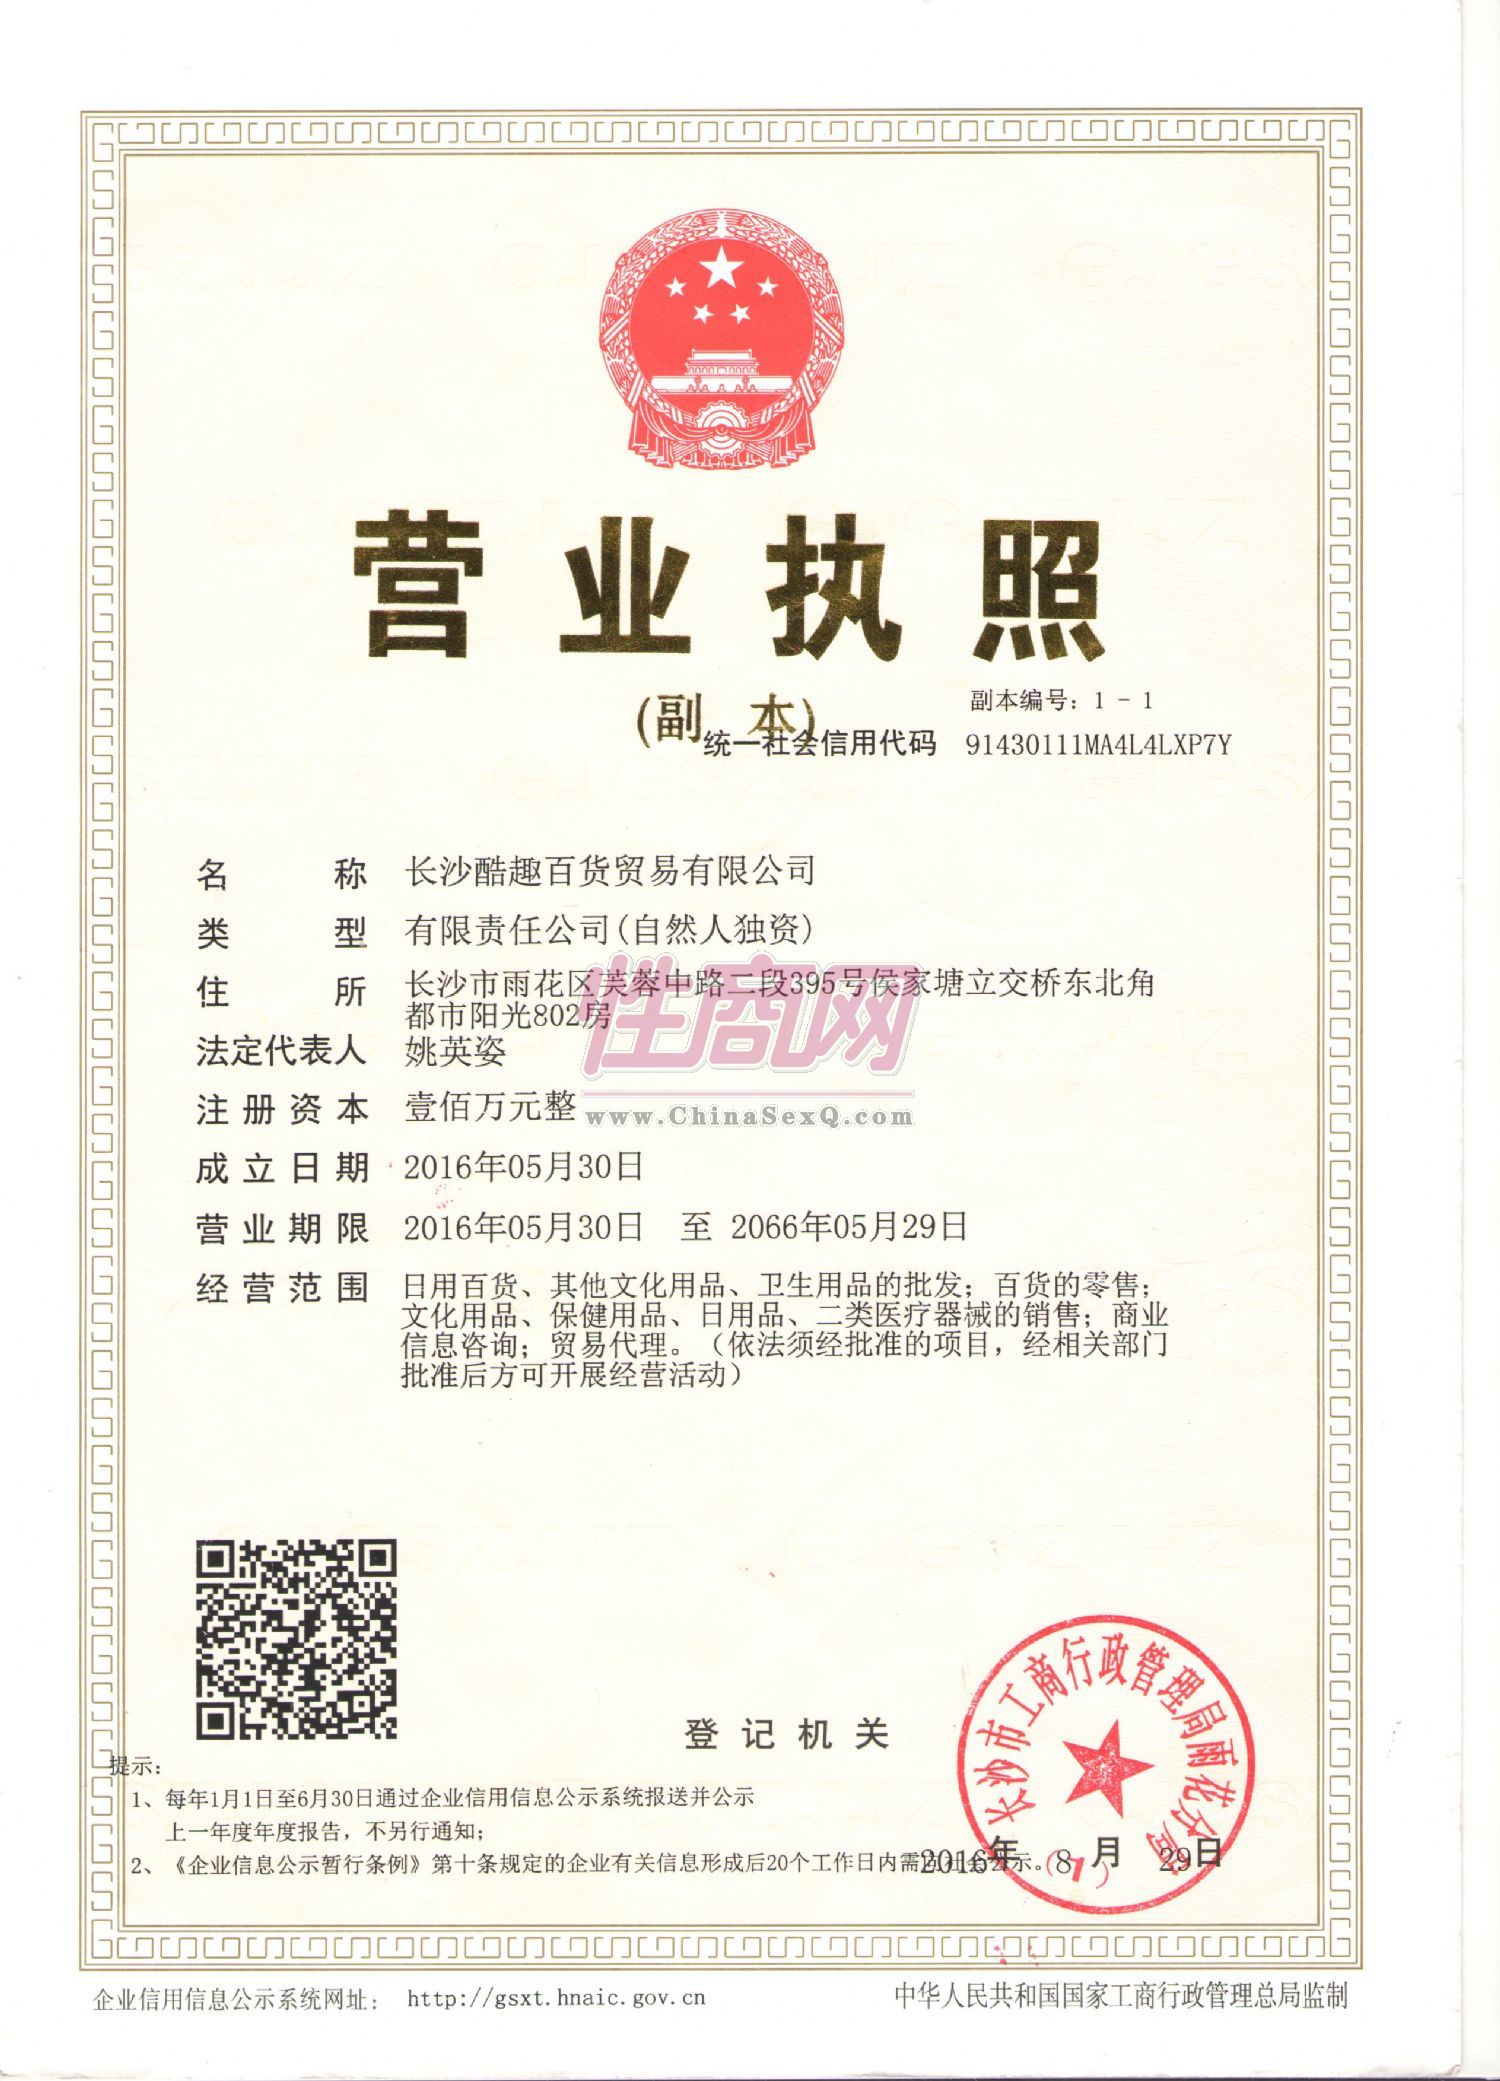 营业执照
(副 本)
副本编号：1 - 1
统一社会信用代码 91430111MA4L4LXP7Y
名称 长沙酷趣百货贸易有限公司
类型 有限责任公司(自然人独资)
住所 长沙市雨花区芙蓉中路二段395号侯家塘立交桥东北角
都市阳光802房
法定代表人 姚英姿
注册资本 壹佰万元整
成立日期 2016年05月30日
营业期限 2016年05月30日 至 2066年05月29日
经营范围 日用百货、其他文化用品、卫生用品的批发；百货的零售；
文化用品、保健用品、日用品、二类医疗器械的销售；商业
信息咨询；贸易代理。（依法须经批准的项目，经相关部门
批准后方可开展经营活动）
性商网
www.ChinaSexQ.com
登记机关
长沙市工商行政管理局雨花分局
(1)
2016年 8月 29日
提示：
1、每年1月1日至6月30日通过企业信用信息公示系统报送并公示
上一年度年度报告，不另行通知；
2、《企业信息公示暂行条例》第十条规定的企业有关信息形成后20个工作日内需向社会公示。
企业信用信息公示系统网址： http://gsxt.hnaic.gov.cn
中华人民共和国国家工商行政管理总局监制